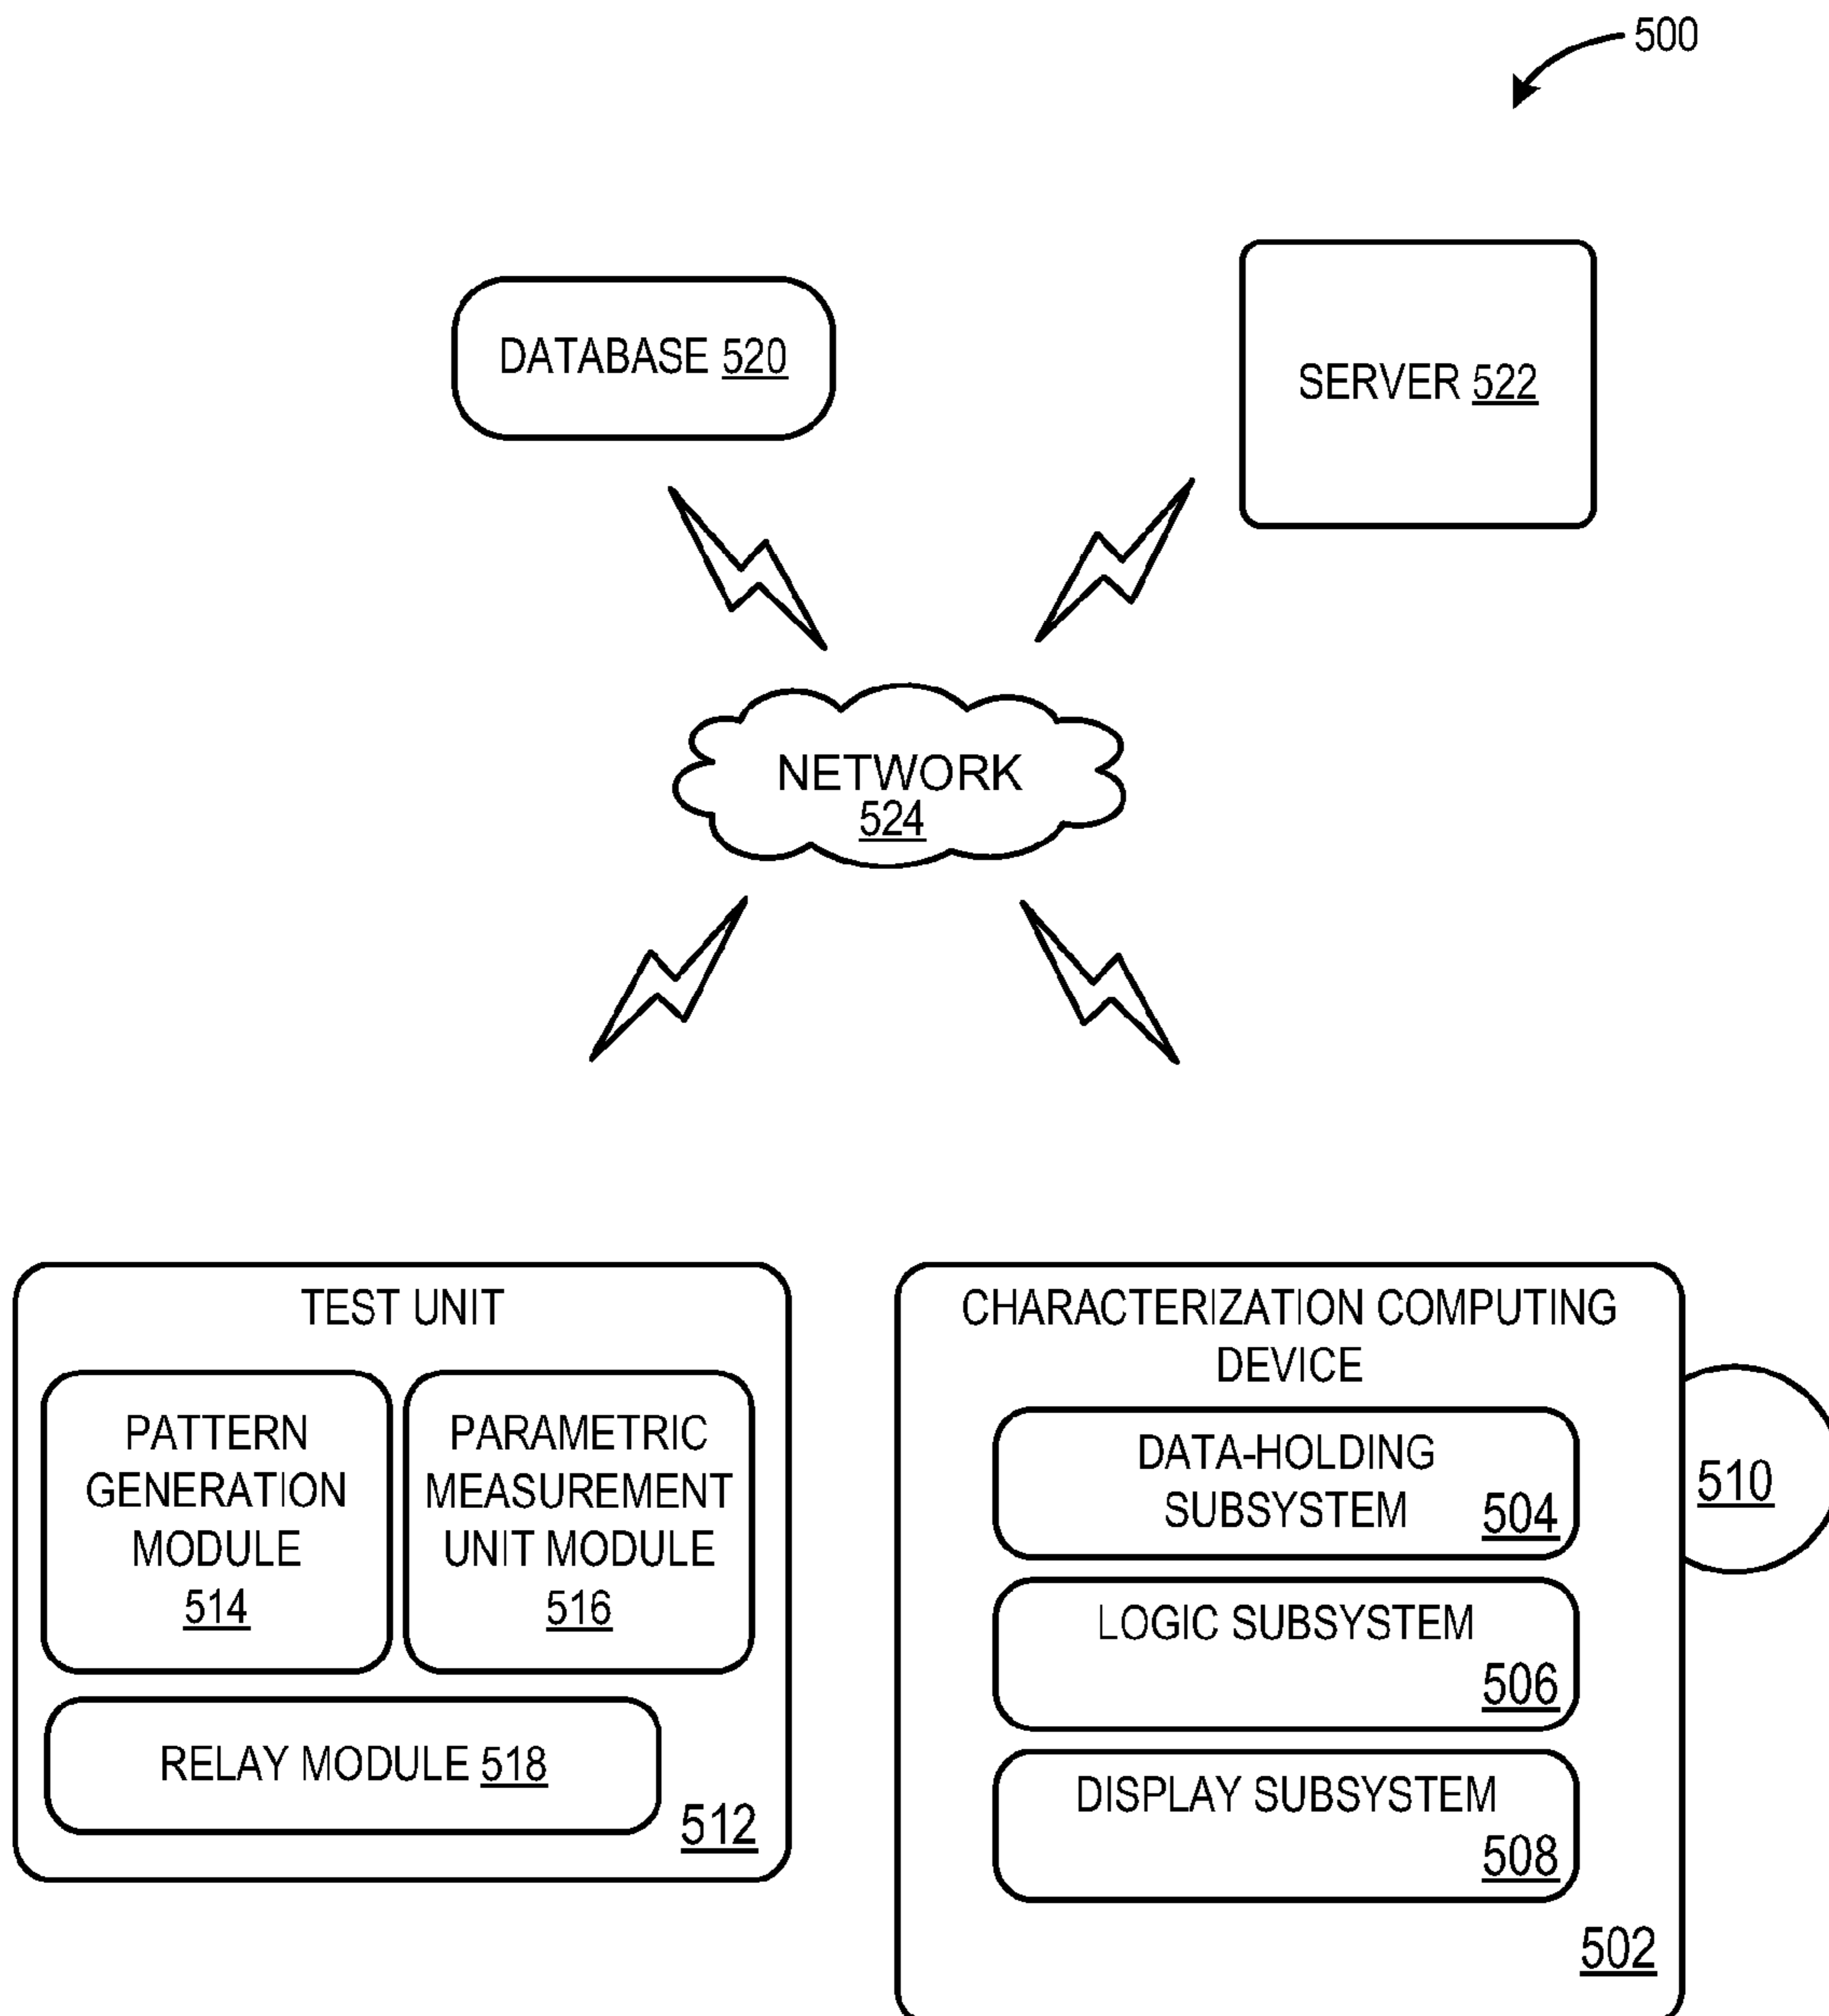 500
DATABASE 520
SERVER 522
NETWORK
524
TEST UNIT
PATTERN
GENERATION
MODULE
514
PARAMETRIC
MEASUREMENT
UNIT MODULE
516
RELAY MODULE 518
512
CHARACTERIZATION COMPUTING
DEVICE
DATA-HOLDING
SUBSYSTEM
504
LOGIC SUBSYSTEM
506
DISPLAY SUBSYSTEM
508
502
510